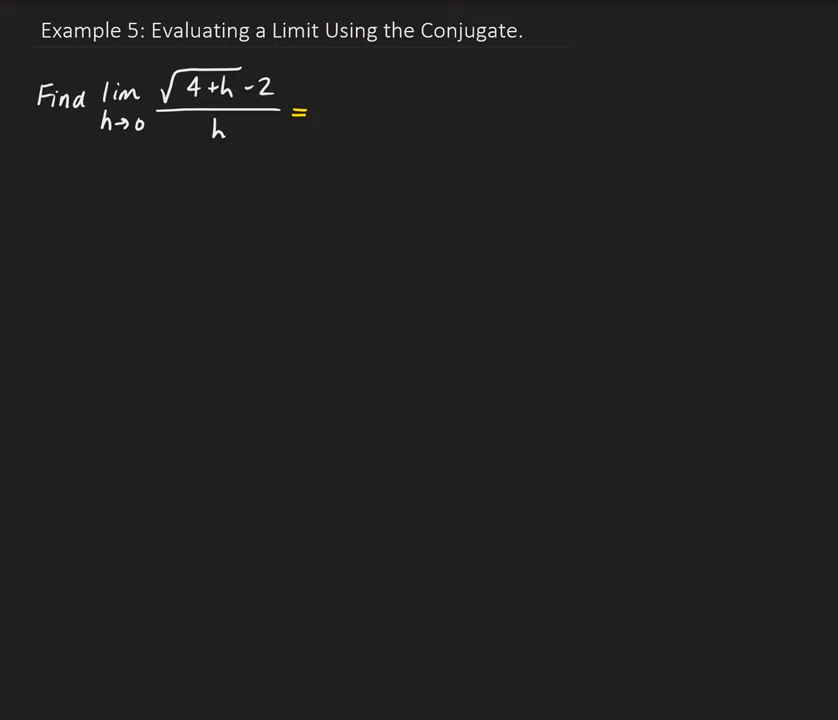 Example 5: Evaluating a Limit Using the Conjugate.
Find lim √4+h -2
h→0 h =